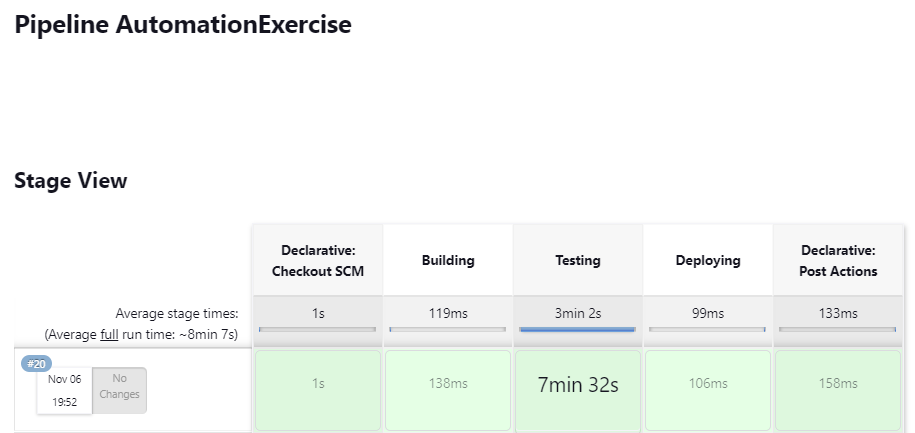 Pipeline AutomationExercise
Stage View
Declarative:
Checkout SCM
Building
Testing
Deploying
Declarative:
Post Actions
Average stage times:
(Average full run time: ~8min 7s)
1s
119ms
3min 2s
99ms
133ms
#20
Nov 06
19:52
No
Changes
1s
138ms
7min 32s
106ms
158ms